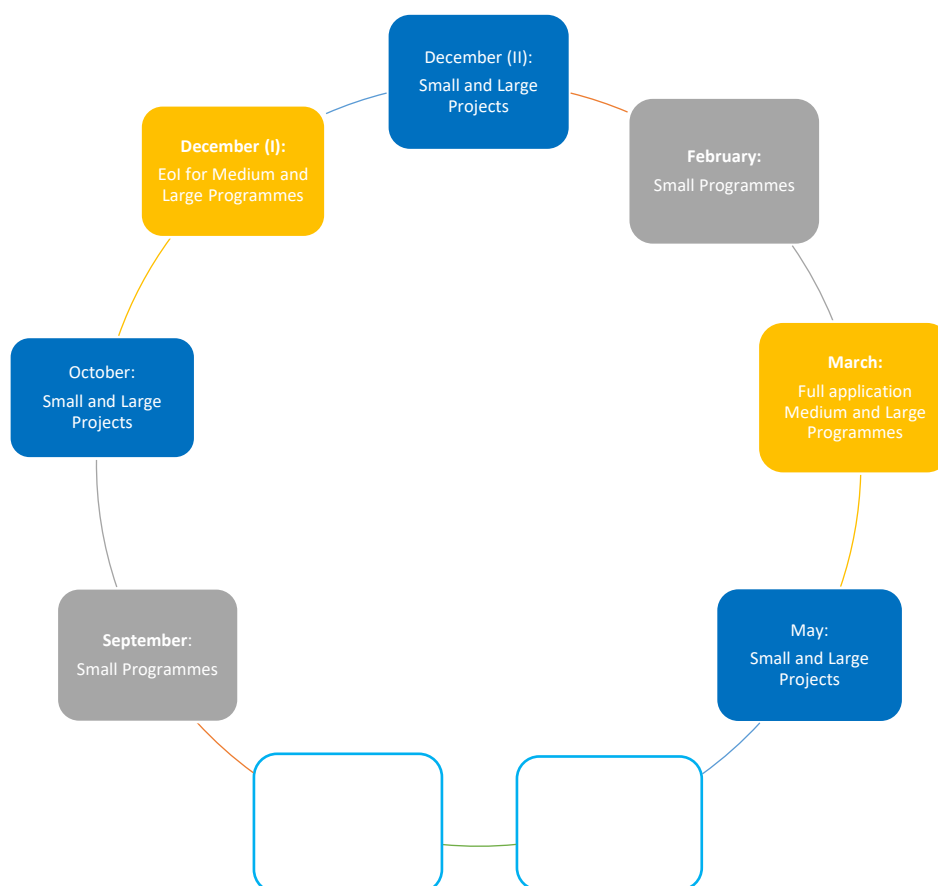 December (II):
Small and Large
Projects
February:
Small Programmes
March:
Full application
Medium and Large
Programmes
May:
Small and Large
Projects
September:
Small Programmes
October:
Small and Large
Projects
December (I):
EoI for Medium and
Large Programmes